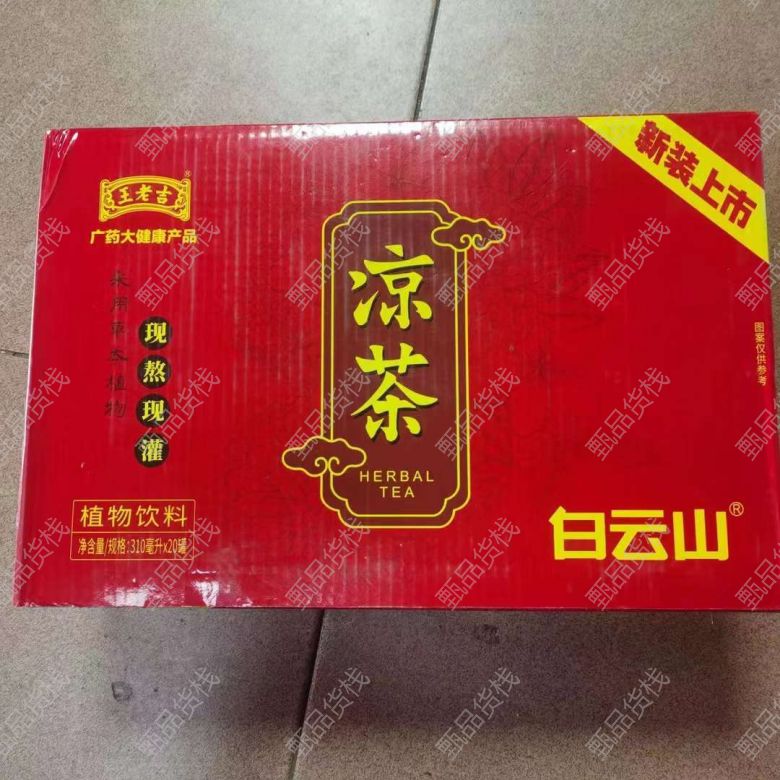 王老吉®
广药大健康产品
采用草本植物
现熬现灌
植物饮料
净含量/规格:310毫升x20罐
凉茶
HERBAL
TEA
新装上市
图案仅供参考
白云山®
甄品货栈